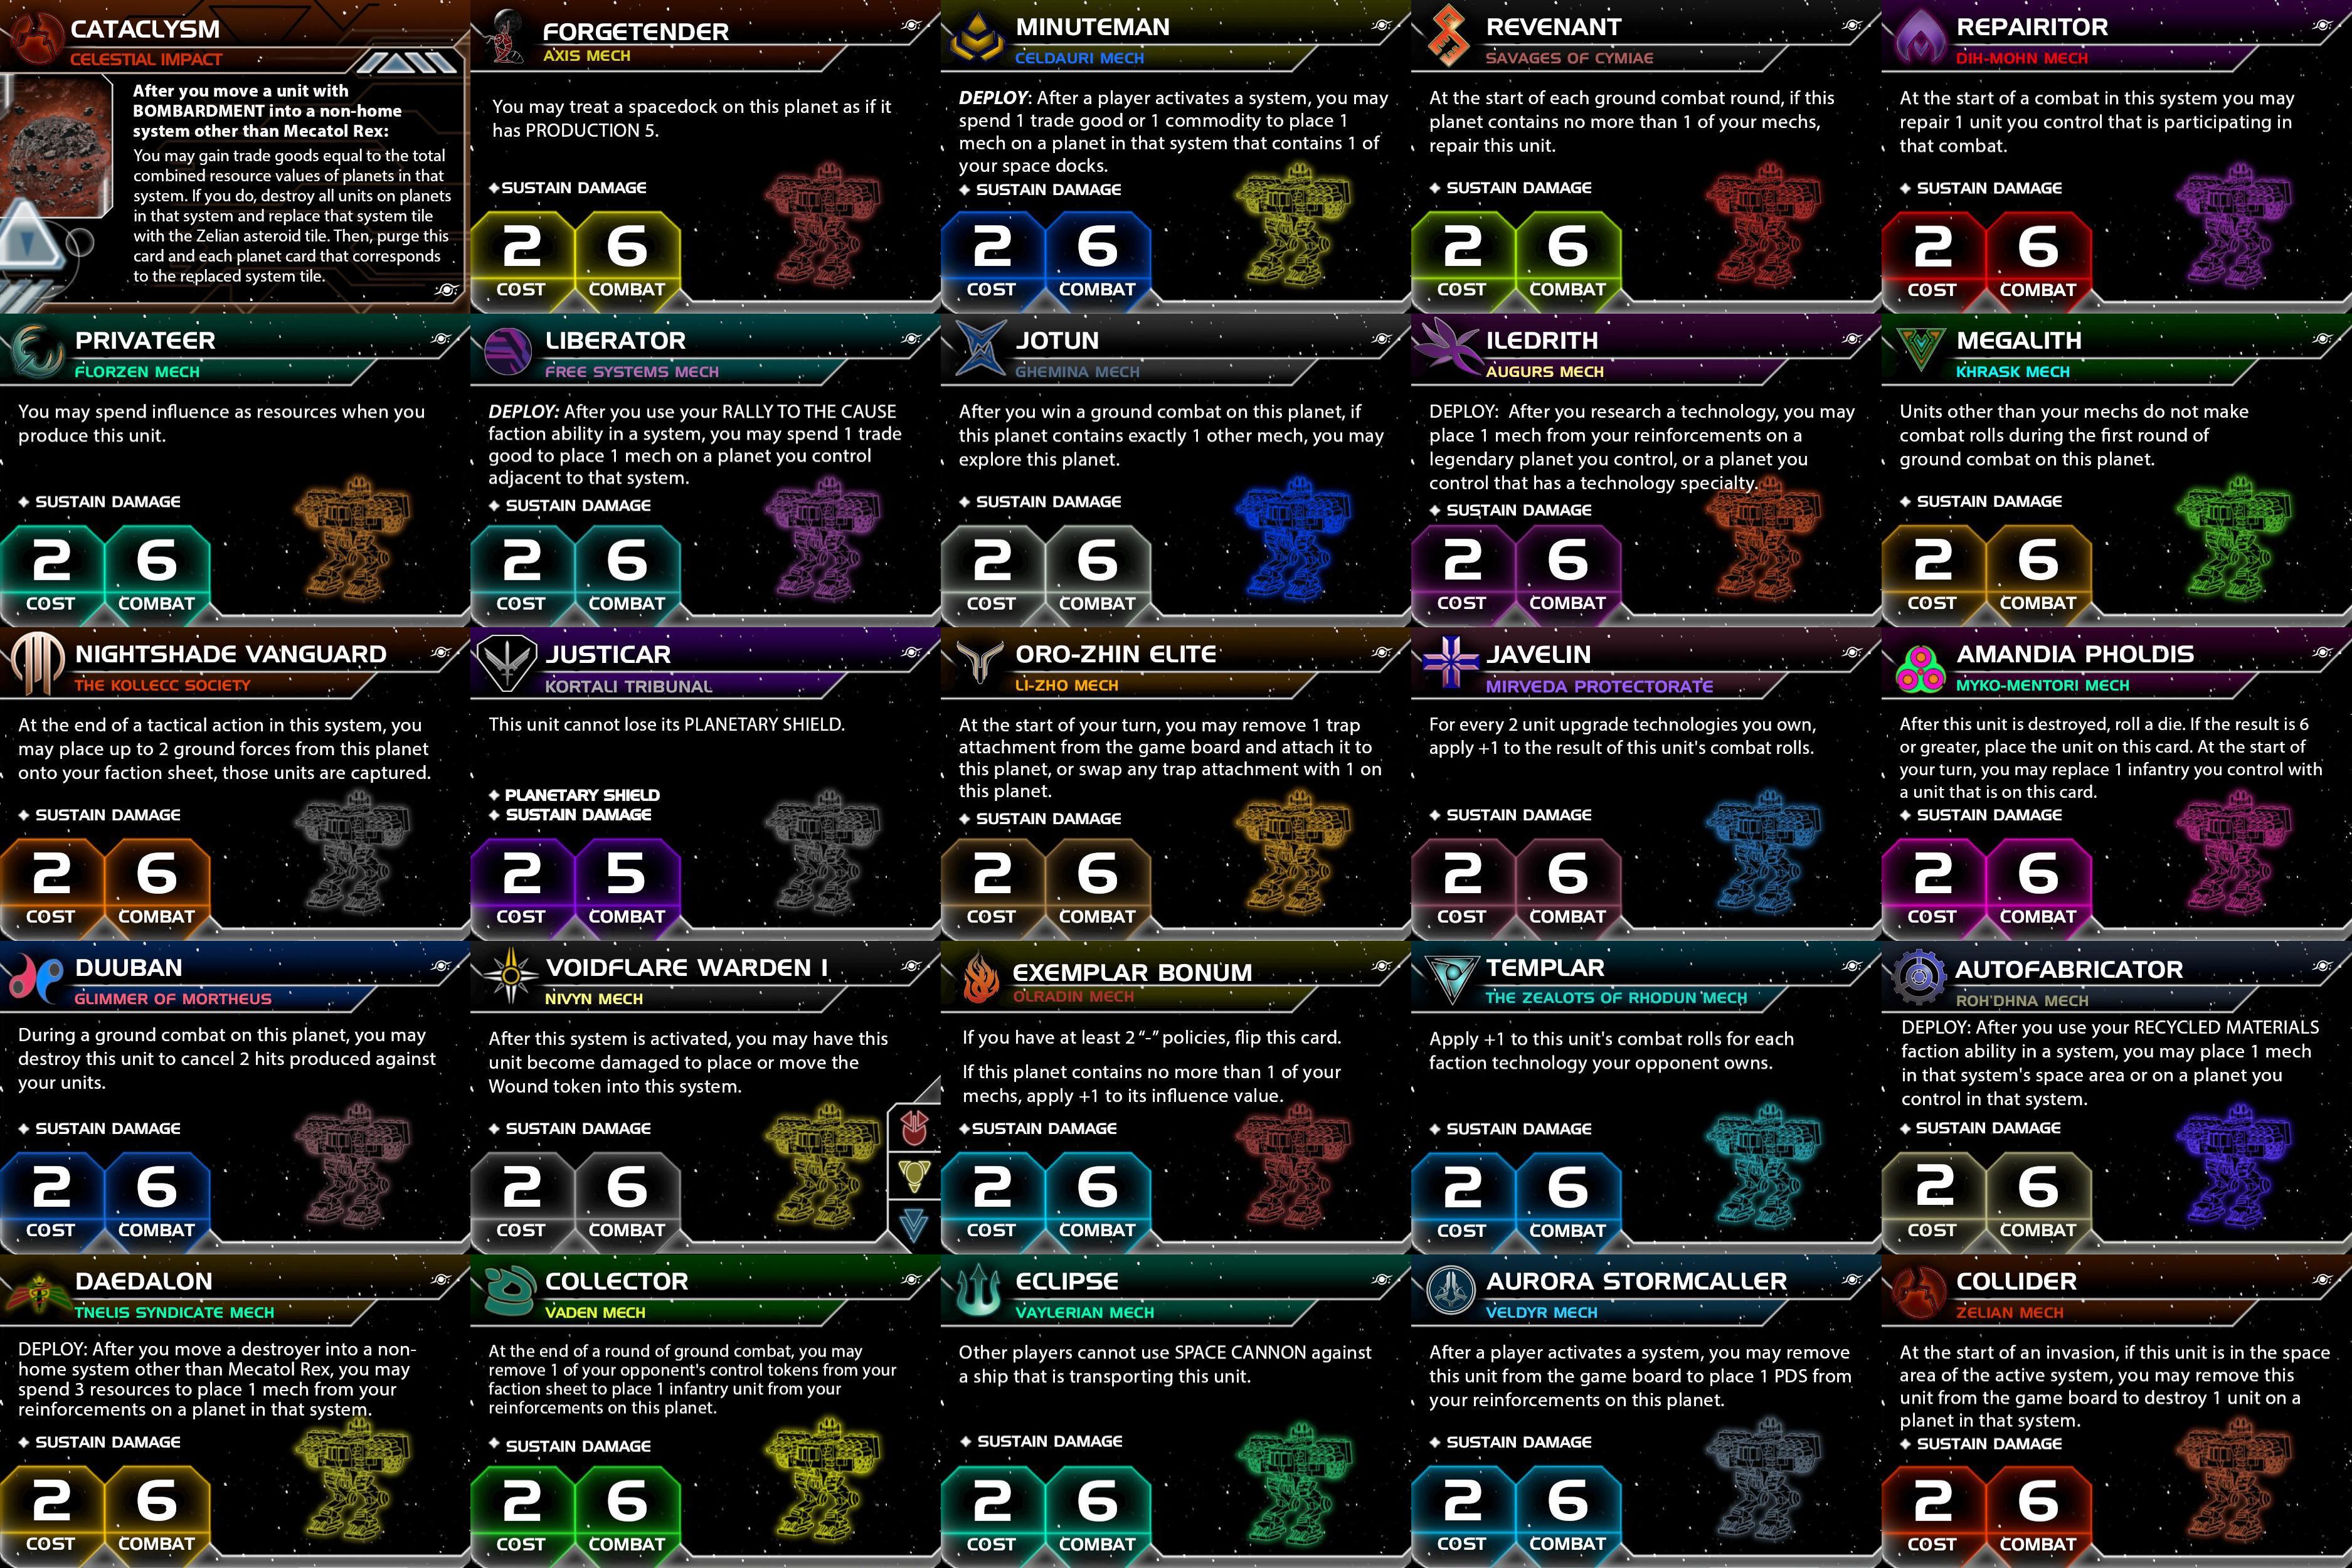 CATACLYSM
CELESTIAL IMPACT
After you move a unit with
BOMBARDMENT into a non-home
system other than Mecatol Rex:
You may gain trade goods equal to the total
combined resource values of planets in that
system. If you do, destroy all units on planets
in that system and replace that system tile
with the Zelian asteroid tile. Then, purge this
card and each planet card that corresponds
to the replaced system tile.
FORGETENDER
AXIS MECH
You may treat a spacedock on this planet as if it
has PRODUCTION 5.
SUSTAIN DAMAGE
2 6
COST COMBAT
MINUTEMAN
CELDAURI MECH
DEPLOY: After a player activates a system, you may
spend 1 trade good or 1 commodity to place 1
mech on a planet in that system that contains 1 of
your space docks.
SUSTAIN DAMAGE
2 6
COST COMBAT
REVENANT
SAVAGES OF CYMIAE
At the start of each ground combat round, if this
planet contains no more than 1 of your mechs,
repair this unit.
SUSTAIN DAMAGE
2 6
COST COMBAT
REPAIRITOR
DIH-MOHN MECH
At the start of a combat in this system you may
repair 1 unit you control that is participating in
that combat.
SUSTAIN DAMAGE
2 6
COST COMBAT
PRIVATEER
FLORZEN MECH
You may spend influence as resources when you
produce this unit.
SUSTAIN DAMAGE
2 6
COST COMBAT
LIBERATOR
FREE SYSTEMS MECH
DEPLOY: After you use your RALLY TO THE CAUSE
faction ability in a system, you may spend 1 trade
good to place 1 mech on a planet you control
adjacent to that system.
SUSTAIN DAMAGE
2 6
COST COMBAT
JOTUN
GHEMINA MECH
After you win a ground combat on this planet, if
this planet contains exactly 1 other mech, you may
explore this planet.
SUSTAIN DAMAGE
2 6
COST COMBAT
ILEDRITH
AUGURS MECH
DEPLOY: After you research a technology, you may
place 1 mech from your reinforcements on a
legendary planet you control, or a planet you
control that has a technology specialty.
SUSTAIN DAMAGE
2 6
COST COMBAT
MEGALITH
KHRASK MECH
Units other than your mechs do not make
combat rolls during the first round of
ground combat on this planet.
SUSTAIN DAMAGE
2 6
COST COMBAT
NIGHTSHADE VANGUARD
THE KOLLECC SOCIETY
At the end of a tactical action in this system, you
may place up to 2 ground forces from this planet
onto your faction sheet, those units are captured.
SUSTAIN DAMAGE
2 6
COST COMBAT
JUSTICAR
KORTALI TRIBUNAL
This unit cannot lose its PLANETARY SHIELD.
PLANETARY SHIELD
SUSTAIN DAMAGE
2 5
COST COMBAT
ORO-ZHIN ELITE
LI-ZHO MECH
At the start of your turn, you may remove 1 trap
attachment from the game board and attach it to
this planet, or swap any trap attachment with 1 on
this planet.
SUSTAIN DAMAGE
2 6
COST COMBAT
JAVELIN
MIRVEDA PROTECTORATE
For every 2 unit upgrade technologies you own,
apply +1 to the result of this unit's combat rolls.
SUSTAIN DAMAGE
2 6
COST COMBAT
AMANDIA PHOLDIS
MYKO-MENTORI MECH
After this unit is destroyed, roll a die. If the result is 6
or greater, place the unit on this card. At the start of
your turn, you may replace 1 infantry you control with
a unit that is on this card.
SUSTAIN DAMAGE
2 6
COST COMBAT
DUUBAN
GLIMMER OF MORTHEUS
During a ground combat on this planet, you may
destroy this unit to cancel 2 hits produced against
your units.
SUSTAIN DAMAGE
2 6
COST COMBAT
VOIDFLARE WARDEN I
NIVYN MECH
After this system is activated, you may have this
unit become damaged to place or move the
Wound token into this system.
SUSTAIN DAMAGE
2 6
COST COMBAT
EXEMPLAR BONUM
OLRADIN MECH
If you have at least 2 “-” policies, flip this card.
If this planet contains no more than 1 of your
mechs, apply +1 to its influence value.
SUSTAIN DAMAGE
2 6
COST COMBAT
TEMPLAR
THE ZEALOTS OF RHODUN MECH
Apply +1 to this unit's combat rolls for each
faction technology your opponent owns.
SUSTAIN DAMAGE
2 6
COST COMBAT
AUTOFABRICATOR
ROH'DHNA MECH
DEPLOY: After you use your RECYCLED MATERIALS
faction ability in a system, you may place 1 mech
in that system's space area or on a planet you
control in that system.
SUSTAIN DAMAGE
2 6
COST COMBAT
DAEDALON
TNELIS SYNDICATE MECH
DEPLOY: After you move a destroyer into a non-
home system other than Mecatol Rex, you may
spend 3 resources to place 1 mech from your
reinforcements on a planet in that system.
SUSTAIN DAMAGE
2 6
COST COMBAT
COLLECTOR
VADEN MECH
At the end of a round of ground combat, you may
remove 1 of your opponent's control tokens from your
faction sheet to place 1 infantry unit from your
reinforcements on this planet.
SUSTAIN DAMAGE
2 6
COST COMBAT
ECLIPSE
VAYLERIAN MECH
Other players cannot use SPACE CANNON against
a ship that is transporting this unit.
SUSTAIN DAMAGE
2 6
COST COMBAT
AURORA STORMCALLER
VELDYR MECH
After a player activates a system, you may remove
this unit from the game board to place 1 PDS from
your reinforcements on this planet.
SUSTAIN DAMAGE
2 6
COST COMBAT
COLLIDER
ZELIAN MECH
At the start of an invasion, if this unit is in the space
area of the active system, you may remove this
unit from the game board to destroy 1 unit on a
planet in that system.
SUSTAIN DAMAGE
2 6
COST COMBAT